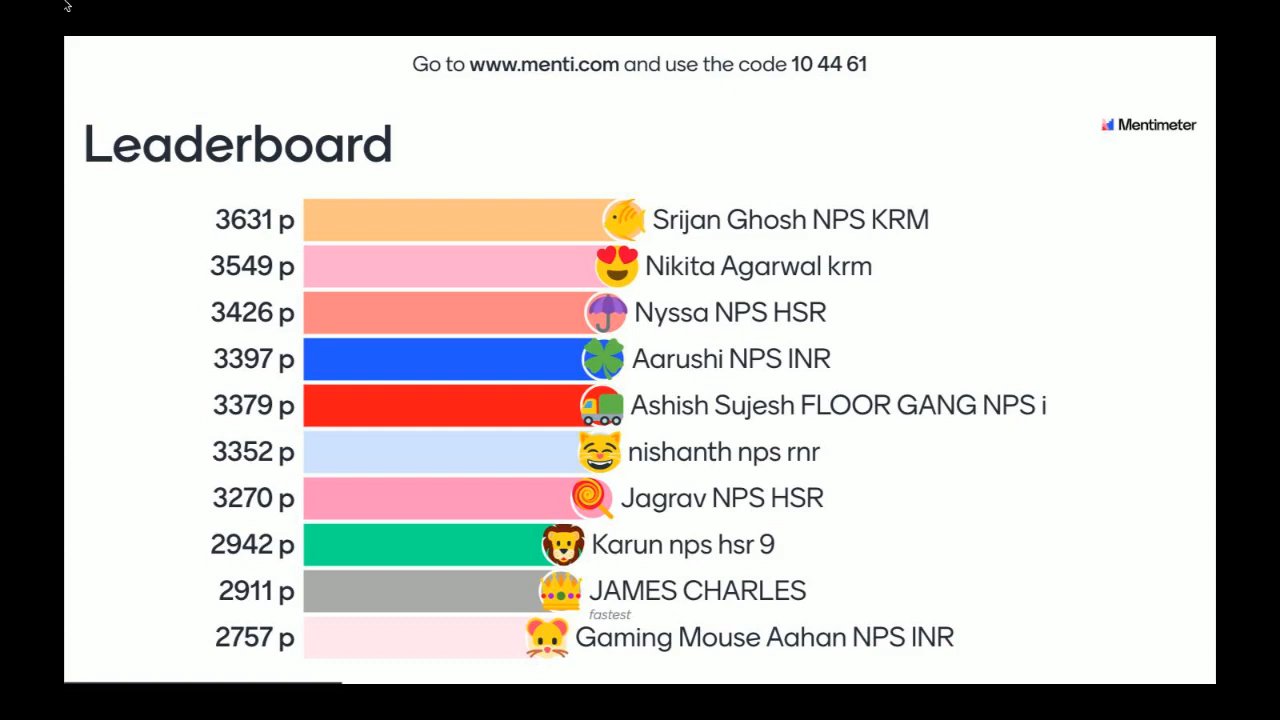 Go to www.menti.com and use the code 10 44 61
Mentimeter
Leaderboard
3631 p Srijan Ghosh NPS KRM
3549 p Nikita Agarwal krm
3426 p Nyssa NPS HSR
3397 p Aarushi NPS INR
3379 p Ashish Sujesh FLOOR GANG NPS i
3352 p nishanth nps rnr
3270 p Jagrav NPS HSR
2942 p Karun nps hsr 9
2911 p JAMES CHARLES
fastest
2757 p Gaming Mouse Aahan NPS INR